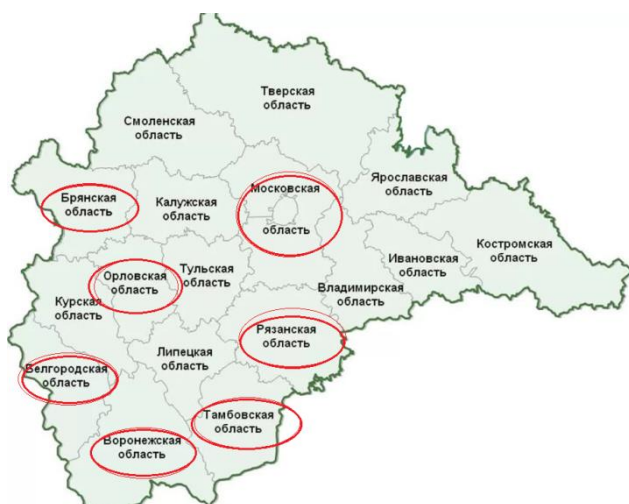 Тверская
область
Смоленская
область
Московская
область
Ярославская
область
Брянская
область
Калужская
область
Костромская
область
Ивановская
область
Владимирская
область
Орловская
область
Тульская
область
Курская
область
Рязанская
область
Липецкая
область
Белгородская
область
Тамбовская
область
Воронежская
область